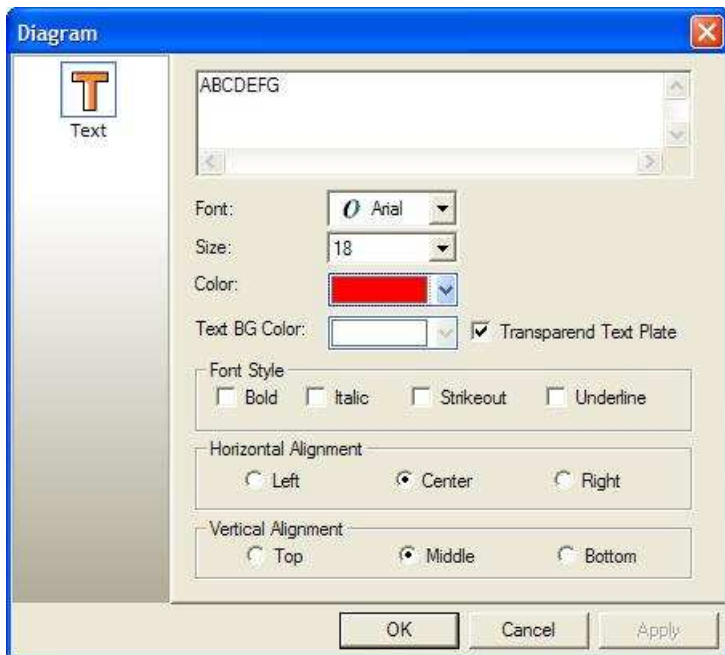 Diagram
Text
ABCDEFG
Font: O Arial
Size: 18
Color:
Text BG Color: Transparend Text Plate
Font Style
Bold Italic Strikeout Underline
Horizontal Alignment
Left Center Right
Vertical Alignment
Top Middle Bottom
OK Cancel Apply